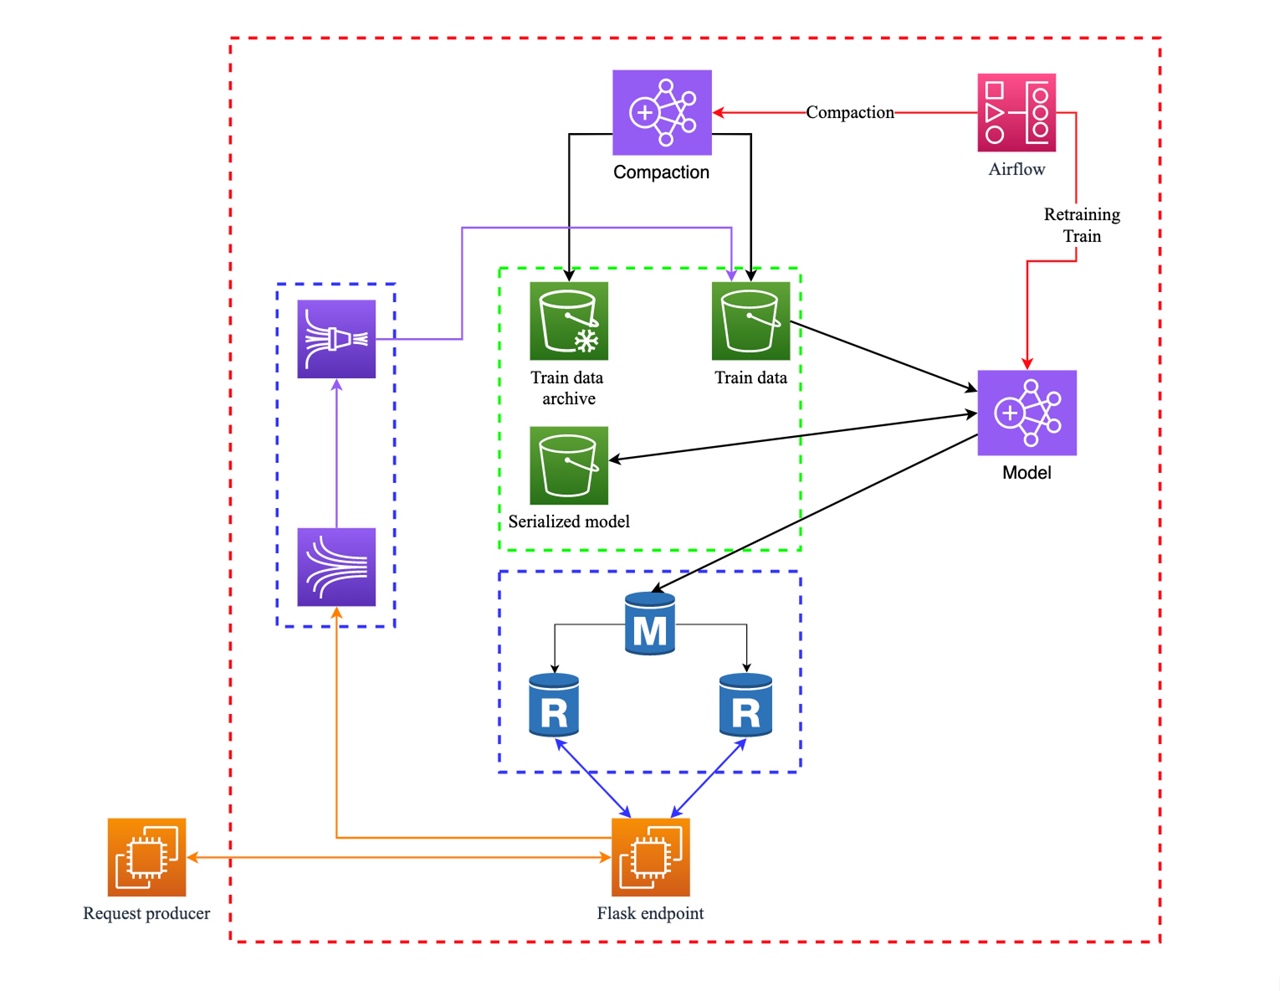 Compaction
Airflow
Compaction
Retraining
Train
Train data
archive
Train data
Serialized model
Model
M
R
R
Request producer
Flask endpoint